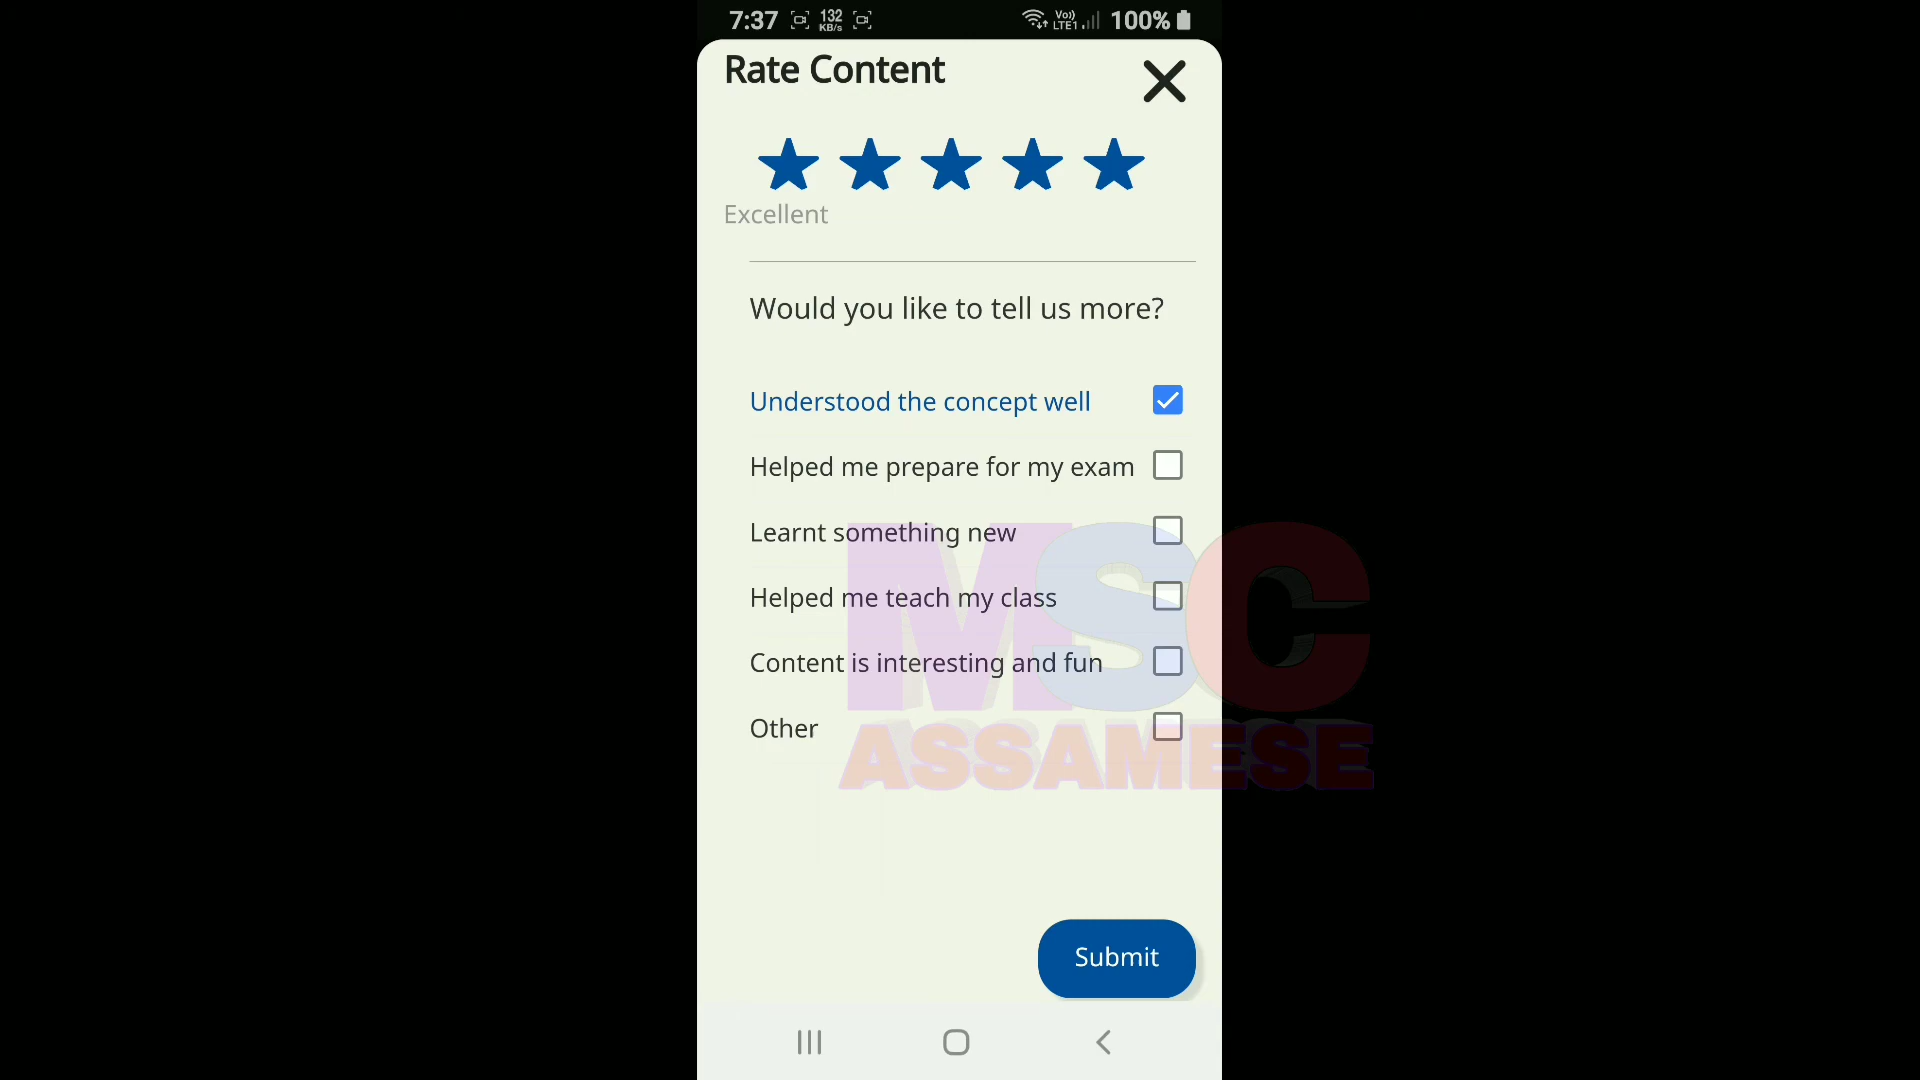 7:37 132 KB/s Vo)) LTE1 100%
Rate Content
Excellent
Would you like to tell us more?
Understood the concept well
Helped me prepare for my exam
Learnt something new
Helped me teach my class
Content is interesting and fun
Other
MSC
ASSAMESE
Submit